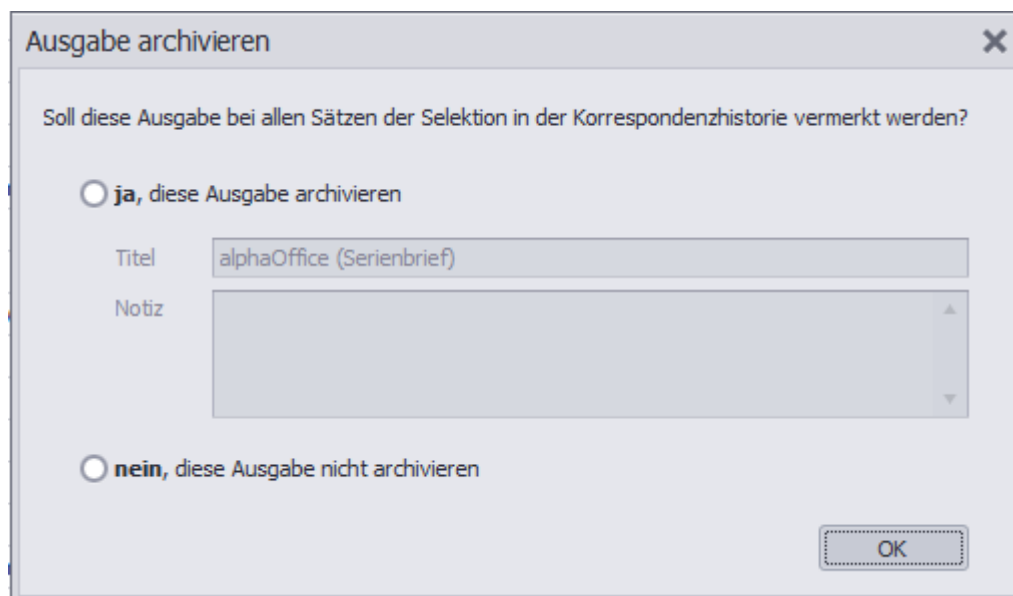 Ausgabe archivieren
Soll diese Ausgabe bei allen Sätzen der Selektion in der Korrespondenzhistorie vermerkt werden?
ja, diese Ausgabe archivieren
Titel alphaOffice (Serienbrief)
Notiz
nein, diese Ausgabe nicht archivieren
OK